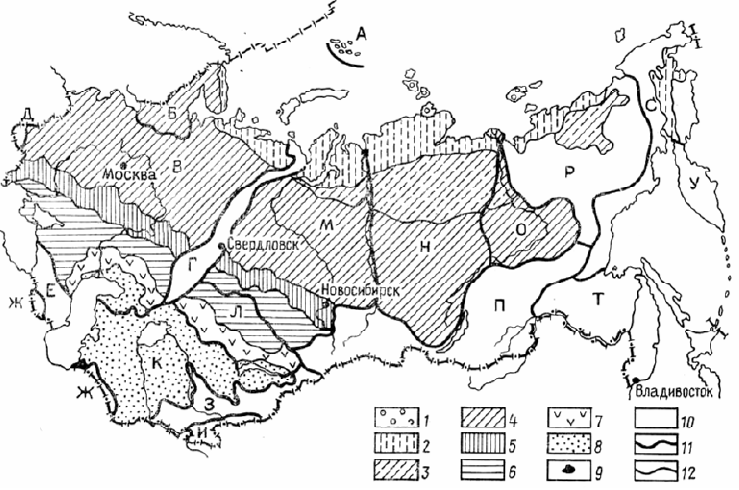 А
Б
Д
В
Москва
С
Р
У
М
Н
О
Г
Свердловск
Е
Новосибирск
Ж
Л
П
Т
К
Ж
З
И
Владивосток
1 4 7 10
2 5 8 11
3 6 9 12